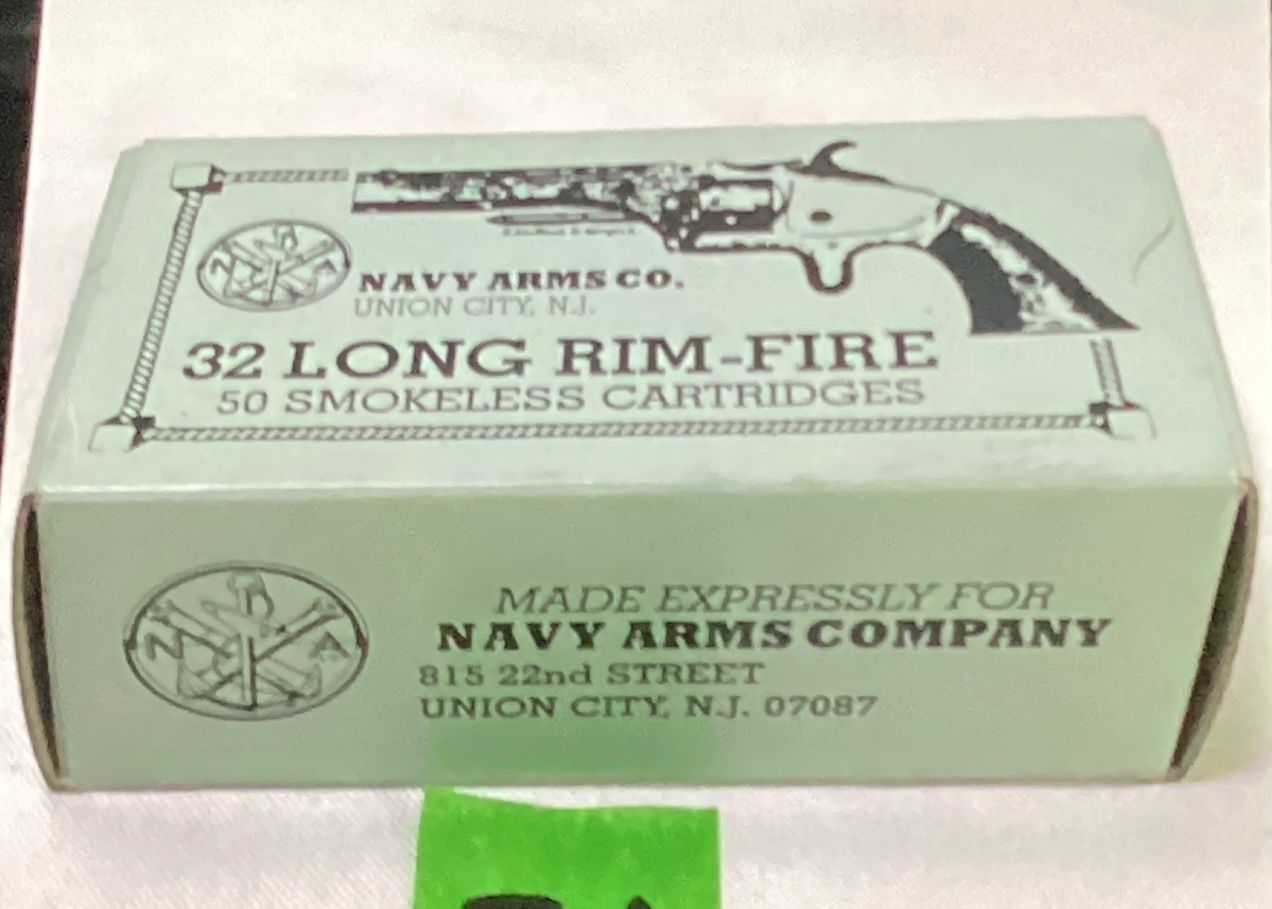 NAVY ARMS CO.
UNION CITY, N.J.
32 LONG RIM-FIRE
50 SMOKELESS CARTRIDGES
MADE EXPRESSLY FOR
NAVY ARMS COMPANY
815 22nd STREET
UNION CITY, N.J. 07087